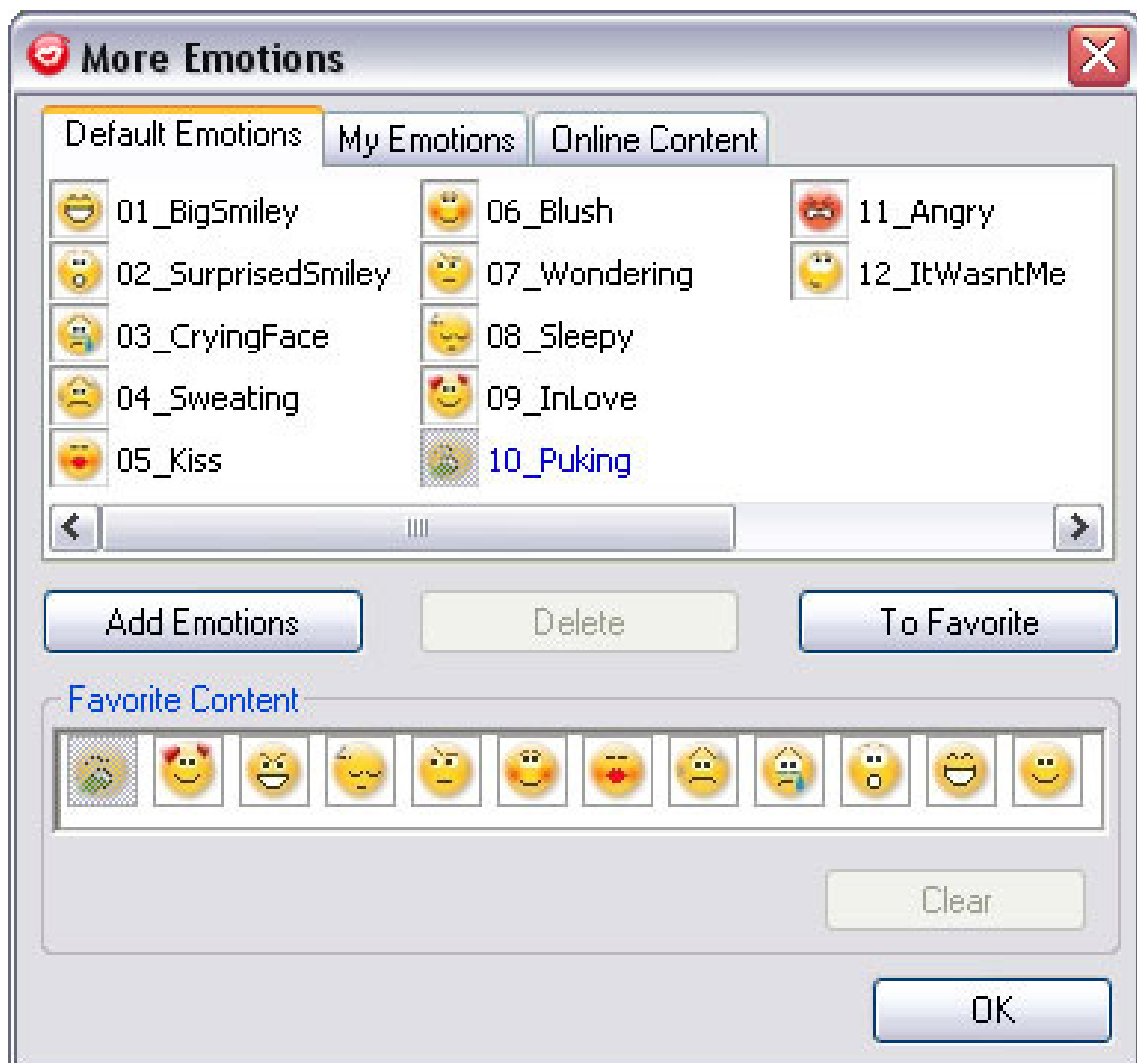 More Emotions
Default Emotions My Emotions Online Content
01_BigSmiley 06_Blush 11_Angry
02_SurprisedSmiley 07_Wondering 12_ItWasntMe
03_CryingFace 08_Sleepy
04_Sweating 09_InLove
05_Kiss 10_Puking
Add Emotions Delete To Favorite
Favorite Content
Clear
OK